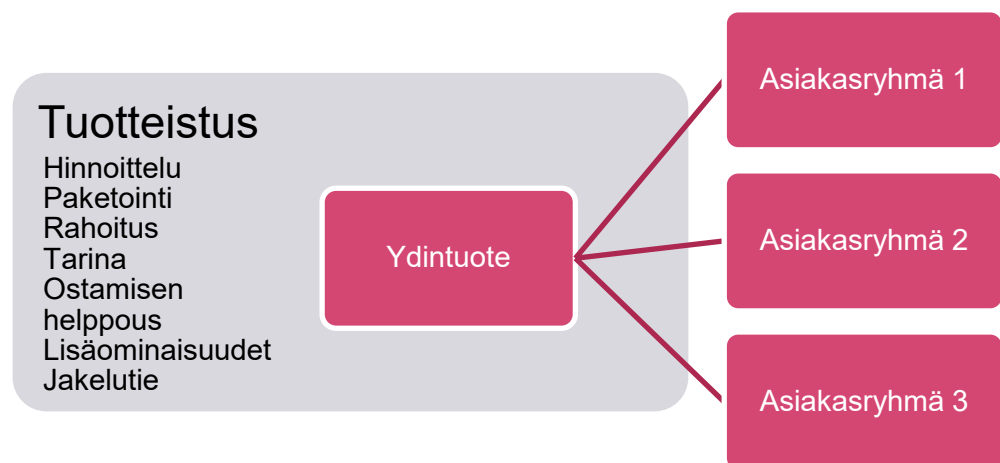 Tuotteistus
Hinnoittelu
Paketointi
Rahoitus
Tarina
Ostamisen
helppous
Lisäominaisuudet
Jakelutie
Ydintuote
Asiakasryhmä 1
Asiakasryhmä 2
Asiakasryhmä 3